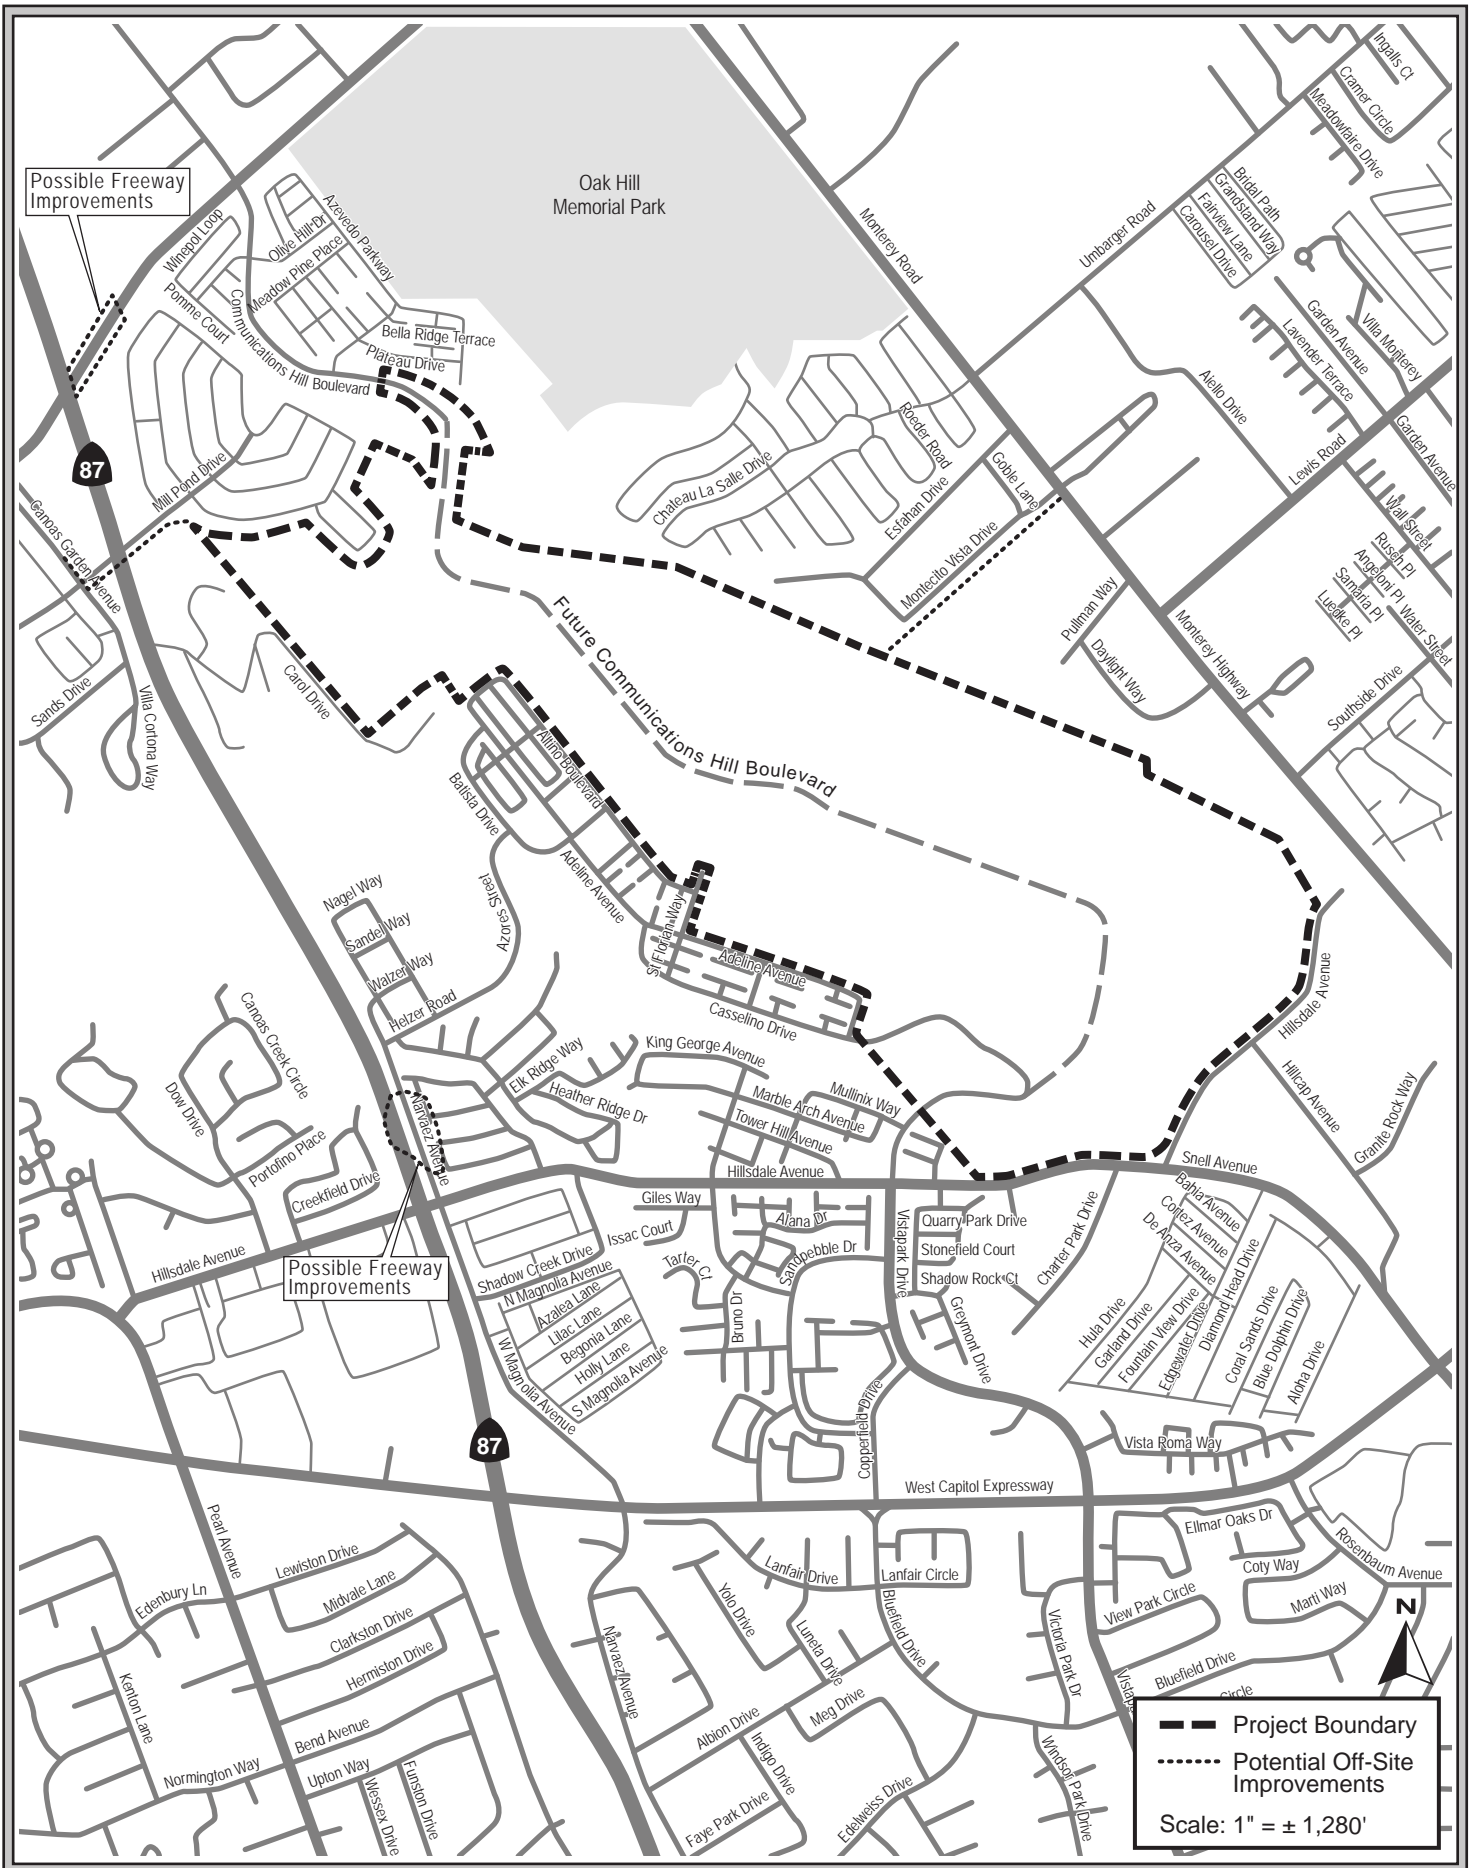 Ingalls Ct
Cramer Circle
Meadowfaire Drive
Possible Freeway
Improvements
Oak Hill
Memorial Park
Winepol Loop
Olive Hill Dr
Azevedo Parkway
Meadow Pine Place
Pomme Court
Communications Hill Boulevard
Bella Ridge Terrace
Plateau Drive
Monterey Road
Umbarger Road
Bridal Path
Grandstand Way
Fairview Lane
Carousel Drive
Garden Avenue
Villa Monterey
Lavender Terrace
Aiello Drive
Lewis Road
Garden Avenue
Roeder Road
Chateau La Salle Drive
Goble Lane
Esfahan Drive
Montecito Vista Drive
87
Mill Pond Drive
Canoas Garden Avenue
Wall Street
Rusch Pl
Angeloni Pl
Samaria Pl
Luedke Pl
Water Street
Pullman Way
Daylight Way
Monterey Highway
Southside Drive
Sands Drive
Villa Cortona Way
Carol Drive
Future Communications Hill Boulevard
Altino Boulevard
Batista Drive
Adeline Avenue
Azores Street
St Florian Way
Adeline Avenue
Casselino Drive
Nagel Way
Sandel Way
Walzer Way
Helzer Road
Hillsdale Avenue
Hillcap Avenue
Granite Rock Way
Canoas Creek Circle
Dow Drive
Portofino Place
Creekfield Drive
Narvaez Avenue
Elk Ridge Way
Heather Ridge Dr
King George Avenue
Marble Arch Avenue
Mullinix Way
Tower Hill Avenue
Hillsdale Avenue
Snell Avenue
Giles Way
Issac Court
Alana Dr
Sandpebble Dr
Tarter Ct
Bruno Dr
Vistapark Drive
Quarry Park Drive
Stonefield Court
Shadow Rock Ct
Greymont Drive
Charter Park Drive
Bahia Avenue
Cortez Avenue
De Anza Avenue
Hula Drive
Garland Drive
Fountain View Drive
Edgewater Drive
Diamond Head Drive
Coral Sands Drive
Blue Dolphin Drive
Aloha Drive
Hillsdale Avenue
Possible Freeway
Improvements
Shadow Creek Drive
N Magnolia Avenue
Azalea Lane
Lilac Lane
Begonia Lane
Holly Lane
S Magnolia Avenue
W Magnolia Avenue
87
Copperfield Drive
Vista Roma Way
West Capitol Expressway
Pearl Avenue
Lewiston Drive
Edenbury Ln
Midvale Lane
Clarkston Drive
Hermiston Drive
Kenton Lane
Bend Avenue
Normington Way
Upton Way
Wessex Drive
Funston Drive
Narvaez Avenue
Yolo Drive
Lanfair Drive
Lanfair Circle
Luneta Drive
Bluefield Drive
Albion Drive
Meg Drive
Indigo Drive
Faye Park Drive
Edelweiss Drive
Victoria Park Dr
Windsor Park Drive
View Park Circle
Ellmar Oaks Dr
Coty Way
Marti Way
Rosenbaum Avenue
Bluefield Drive
Circle
Vistapa
N
Project Boundary
Potential Off-Site
Improvements
Scale: 1" = ± 1,280'